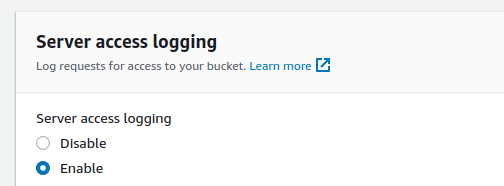 Server access logging
Log requests for access to your bucket. Learn more
Server access logging
Disable
Enable